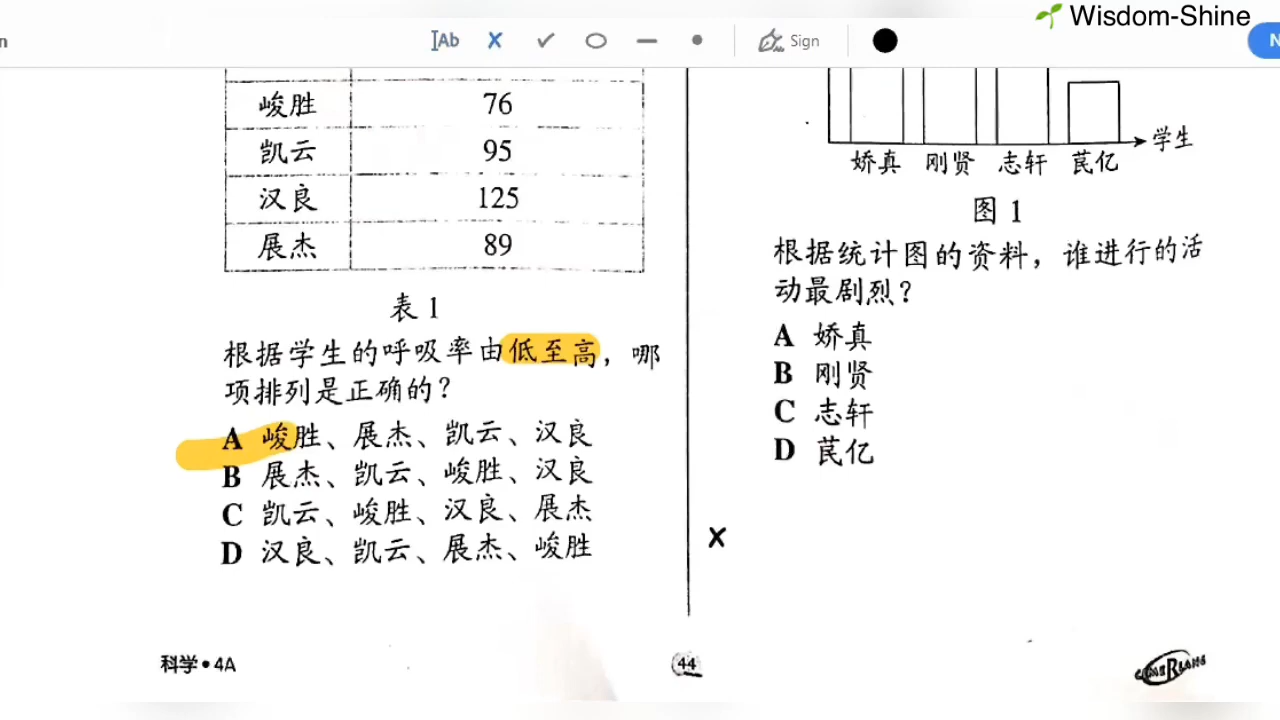 Wisdom-Shine
n
Ab
Sign
N
峻胜 76
凯云 95
汉良 125
展杰 89
表 1
根据学生的呼吸率由低至高，哪
项排列是正确的？
A 峻胜、展杰、凯云、汉良
B 展杰、凯云、峻胜、汉良
C 凯云、峻胜、汉良、展杰
D 汉良、凯云、展杰、峻胜
学生
娇真 刚贤 志轩 芪亿
图 1
根据统计图的资料，谁进行的活
动最剧烈？
A 娇真
B 刚贤
C 志轩
D 芪亿
x
科学•4A
44